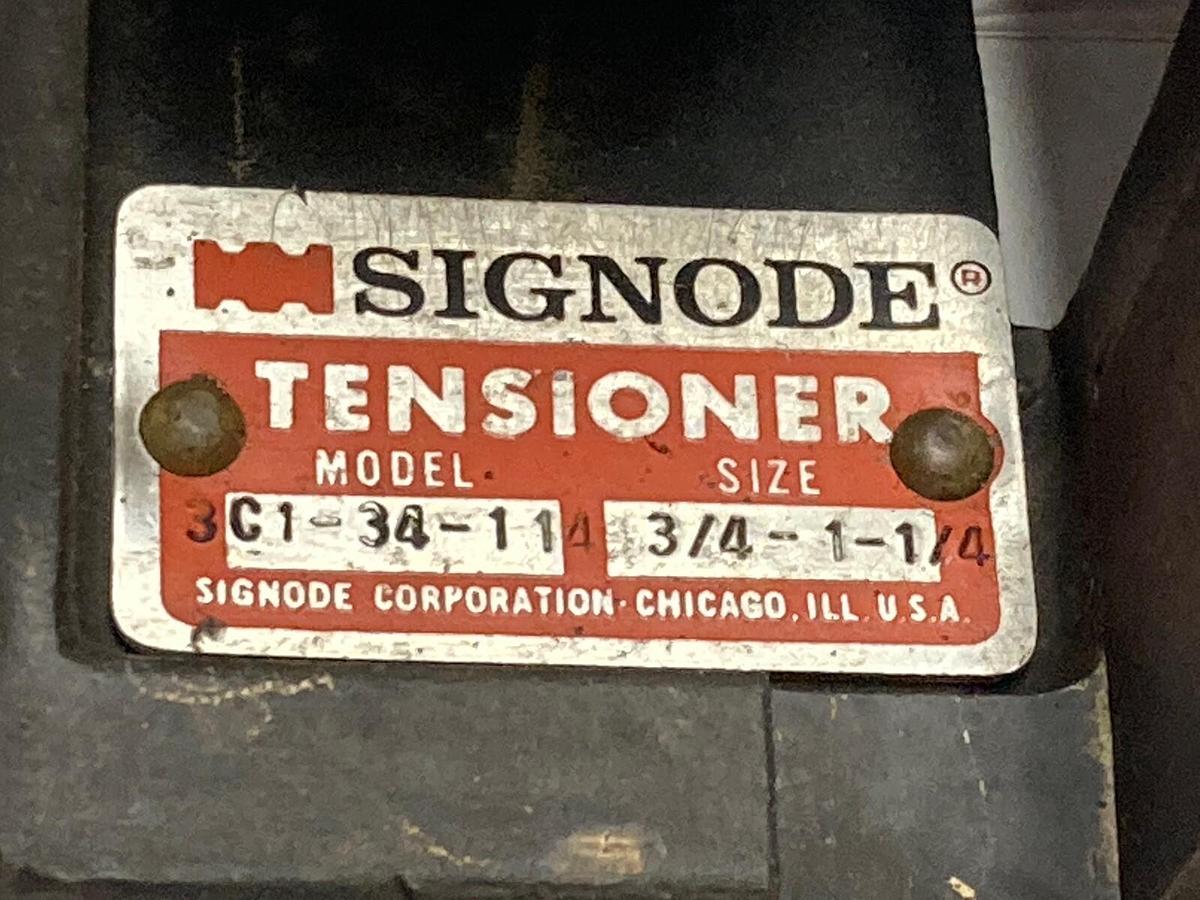 SIGNODE®
TENSIONER
MODEL SIZE
3C1-34-114 3/4-1-1/4
SIGNODE CORPORATION·CHICAGO, ILL. U.S.A.